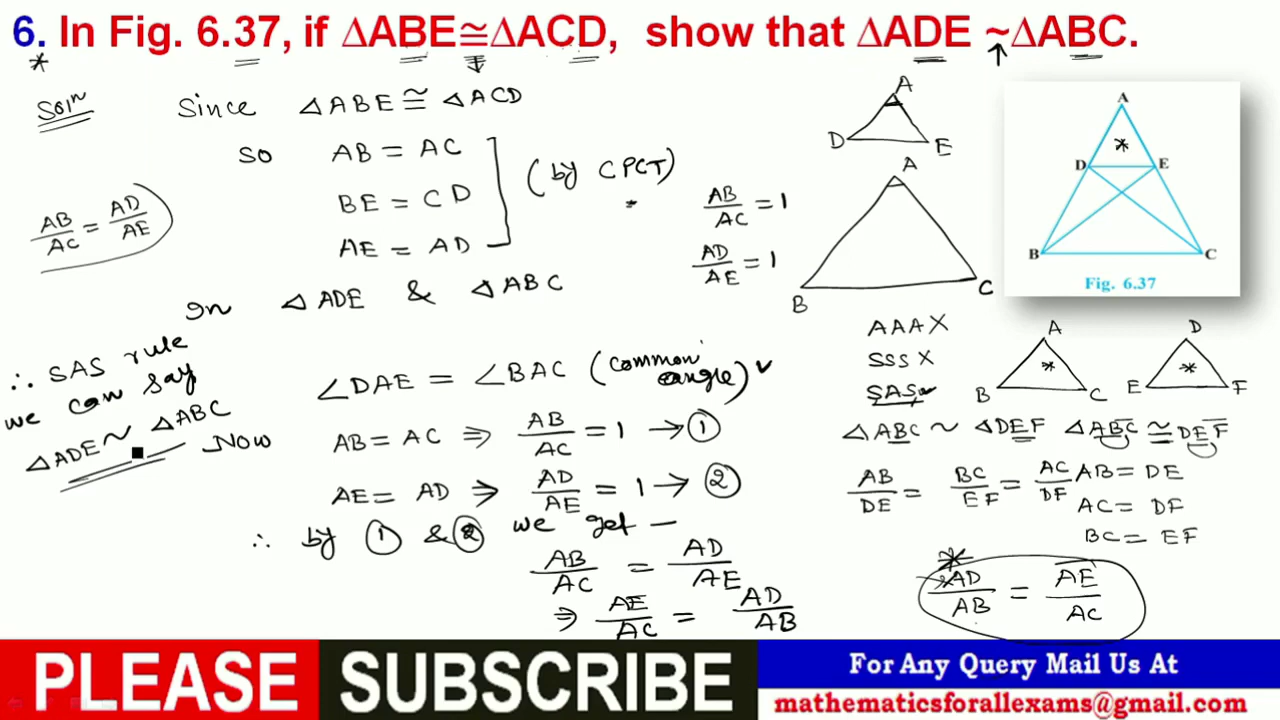 6. In Fig. 6.37, if ΔABE≅ΔACD, show that ΔADE ~ΔABC.
Soln Since ΔABE ≅ ΔACD
SO AB = AC
BE = CD
AE = AD
(by CPCT)
AB/AC = AD/AE
AB/AC = 1
AD/AE = 1
In ΔADE & ΔABC
∠DAE = ∠BAC (common angle)
Now AB = AC ⇒ AB/AC = 1 → ①
AE = AD ⇒ AD/AE = 1 → ②
∴ by ① & ② we get —
AB/AC = AD/AE
⇒ AE/AC = AD/AB
∴ SAS rule
we can say
ΔADE ~ ΔABC
A
D E
A
B C
A
D E
B C
Fig. 6.37
AAA X
SSS X
SAS
A
B C
D
E F
ΔABC ~ ΔDEF
AB/DE = BC/EF = AC/DF
ΔABC ≅ DEF
AB = DE
AC = DF
BC = EF
AD/AB = AE/AC
PLEASE SUBSCRIBE
For Any Query Mail Us At
mathematicsforallexams@gmail.com